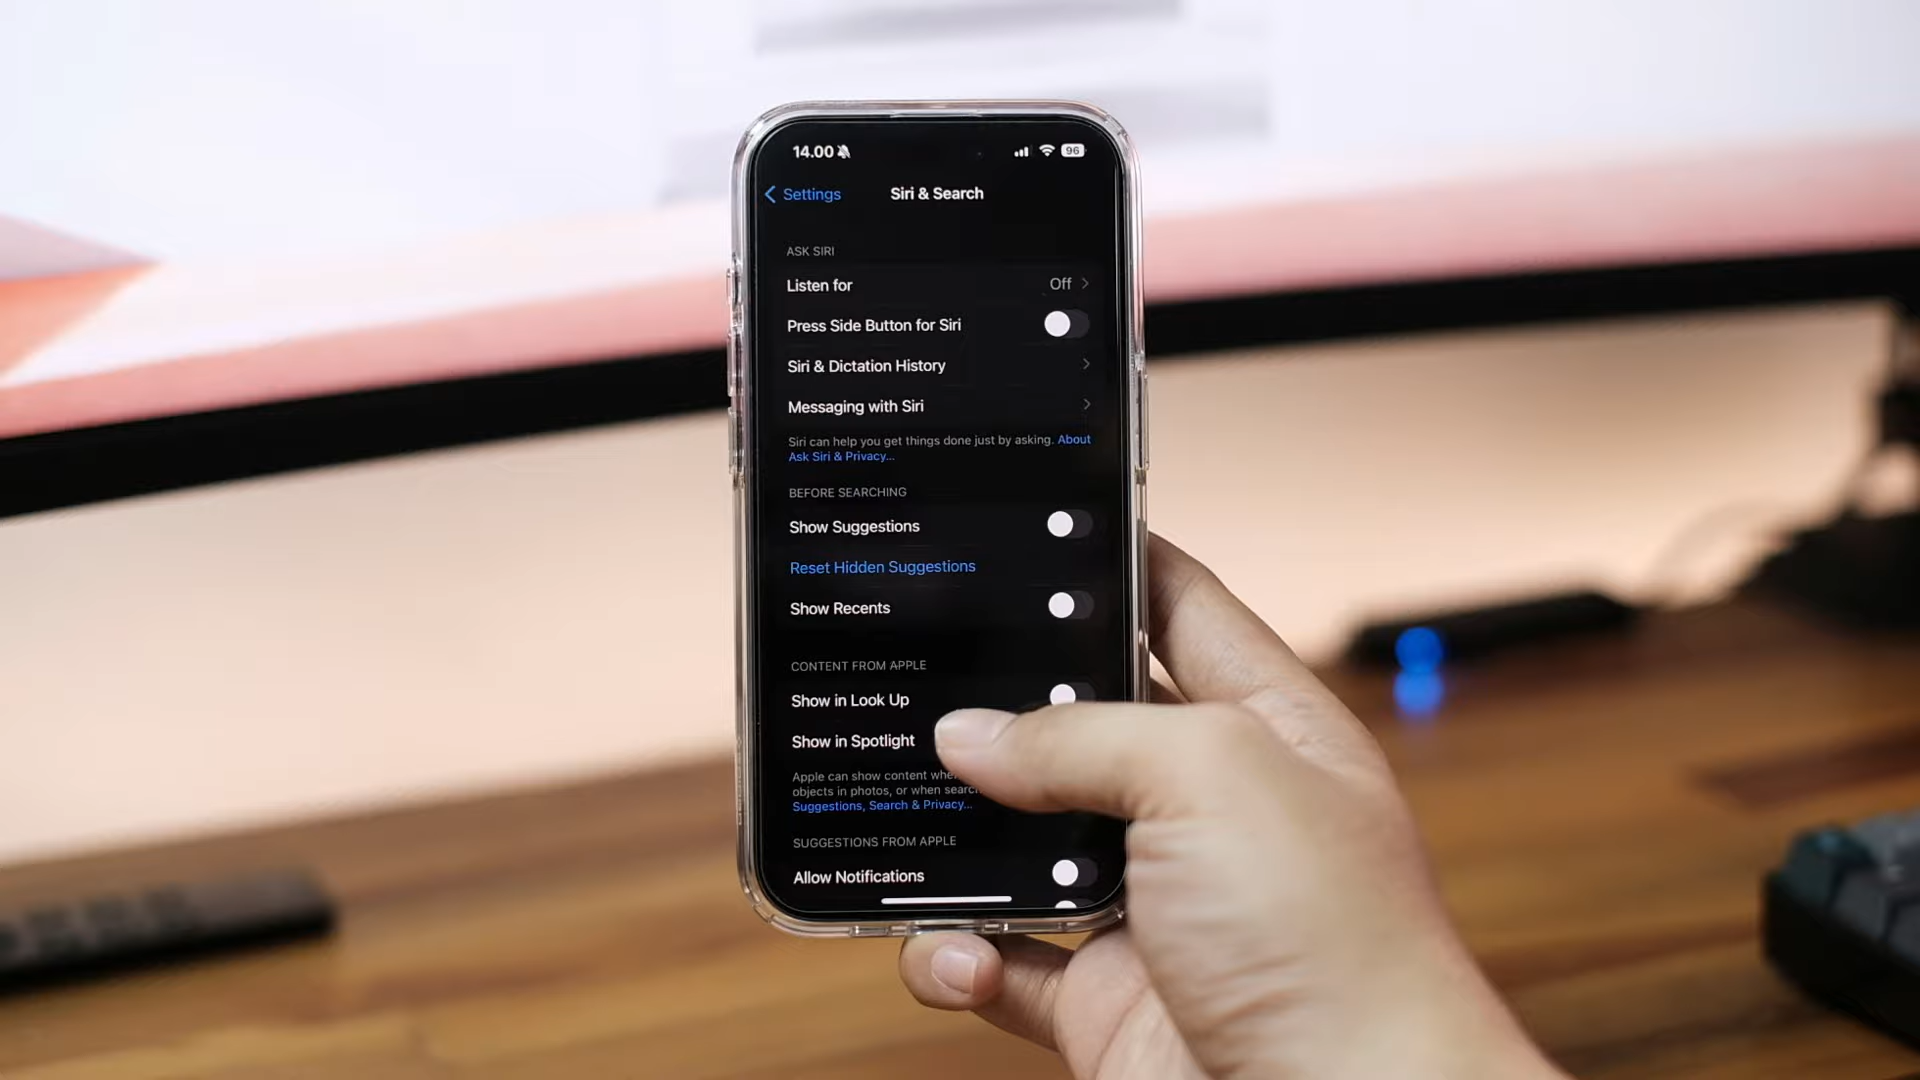 14.00 96
Settings Siri & Search
ASK SIRI
Listen for Off
Press Side Button for Siri
Siri & Dictation History
Messaging with Siri
Siri can help you get things done just by asking. About
Ask Siri & Privacy...
BEFORE SEARCHING
Show Suggestions
Reset Hidden Suggestions
Show Recents
CONTENT FROM APPLE
Show in Look Up
Show in Spotlight
Apple can show content
objects in photos, or when
Suggestions, Search & Privacy...
SUGGESTIONS FROM APPLE
Allow Notifications